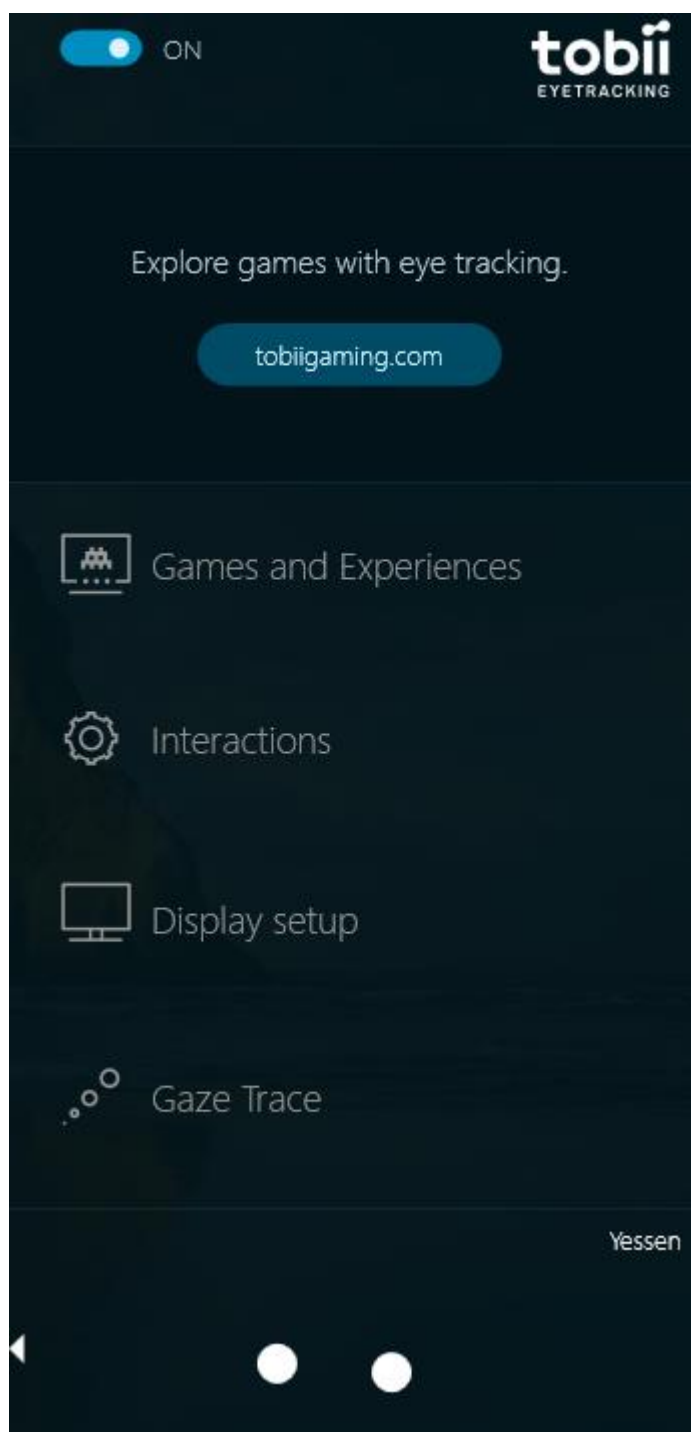 ON
tobii
EYETRACKING
Explore games with eye tracking.
tobiigaming.com
Games and Experiences
Interactions
Display setup
Gaze Trace
Yessen